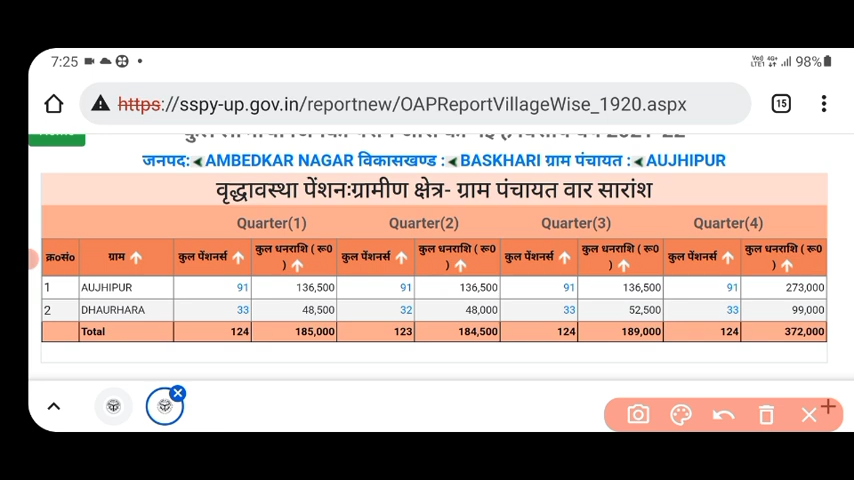 7:25
98%
https://sspy-up.gov.in/reportnew/OAPReportVillageWise_1920.aspx
15
2021-22
जनपद: AMBEDKAR NAGAR विकासखण्ड : BASKHARI ग्राम पंचायत : AUJHIPUR
वृद्धावस्था पेंशनःग्रामीण क्षेत्र- ग्राम पंचायत वार सारांश
Quarter(1) Quarter(2) Quarter(3) Quarter(4)
क्र०सं० ग्राम कुल पेंशनर्स कुल धनराशि ( रू0 ) कुल पेंशनर्स कुल धनराशि ( रू0 ) कुल पेंशनर्स कुल धनराशि ( रू0 ) कुल पेंशनर्स कुल धनराशि ( रू0 )
1 AUJHIPUR 91 136,500 91 136,500 91 136,500 91 273,000
2 DHAURHARA 33 48,500 32 48,000 33 52,500 33 99,000
Total 124 185,000 123 184,500 124 189,000 124 372,000